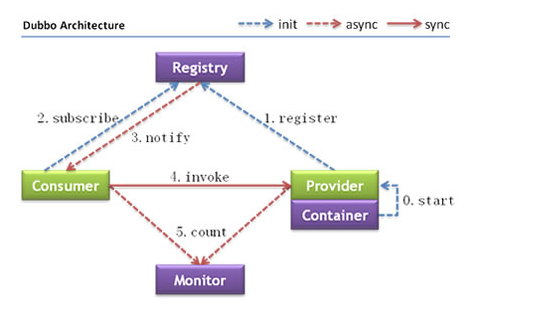 Dubbo Architecture
init
async
sync
Registry
2. subscribe
1. register
3. notify
Consumer
4. invoke
Provider
Container
0. start
5. count
Monitor